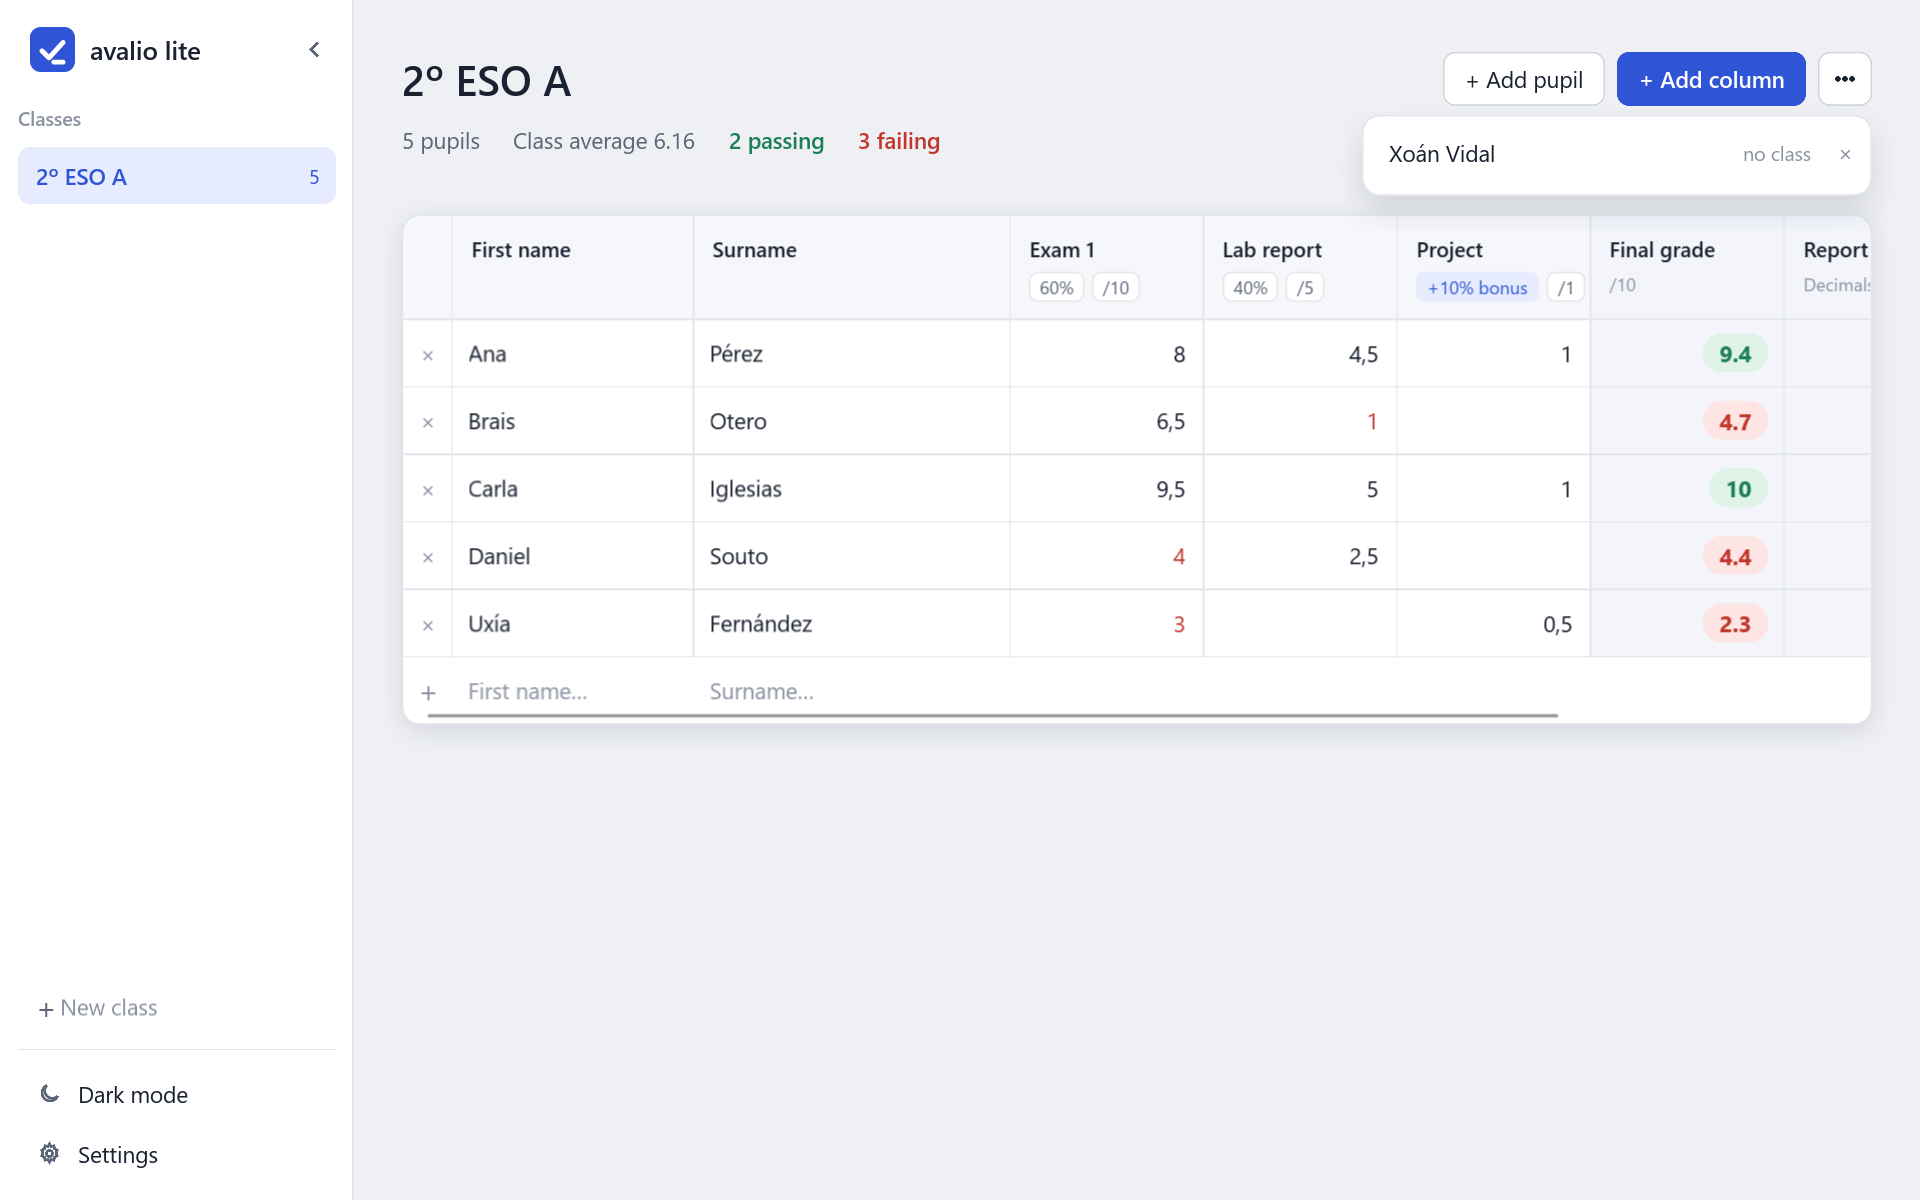 avalio lite
Classes
2º ESO A 5
+ New class
Dark mode
Settings
2º ESO A
+ Add pupil
+ Add column
5 pupils Class average 6.16 2 passing 3 failing
Xoán Vidal no class ×
First name Surname Exam 1 Lab report Project Final grade Report
60% /10 40% /5 +10% bonus /1 /10 Decimals
× Ana Pérez 8 4,5 1 9.4
× Brais Otero 6,5 1 4.7
× Carla Iglesias 9,5 5 1 10
× Daniel Souto 4 2,5 4.4
× Uxía Fernández 3 0,5 2.3
+ First name... Surname...